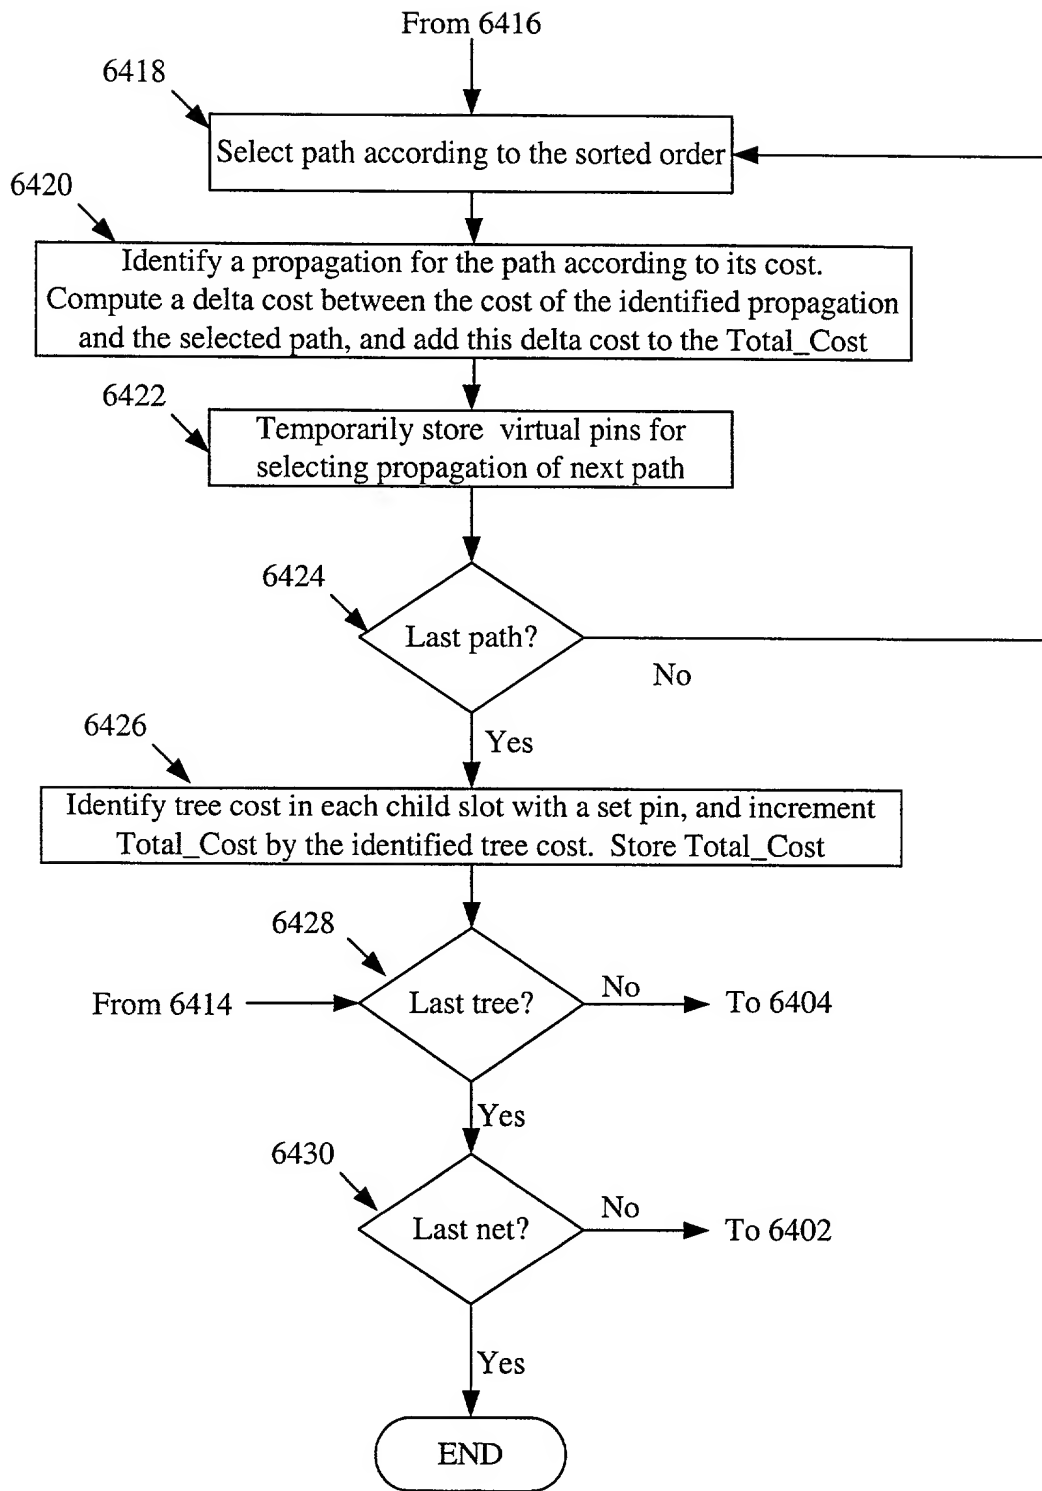 From 6416
6418
Select path according to the sorted order
6420
Identify a propagation for the path according to its cost.
Compute a delta cost between the cost of the identified propagation
and the selected path, and add this delta cost to the Total_Cost
6422
Temporarily store virtual pins for
selecting propagation of next path
6424
Last path?
No
Yes
6426
Identify tree cost in each child slot with a set pin, and increment
Total_Cost by the identified tree cost. Store Total_Cost
6428
From 6414
Last tree?
No
To 6404
Yes
6430
Last net?
No
To 6402
Yes
END